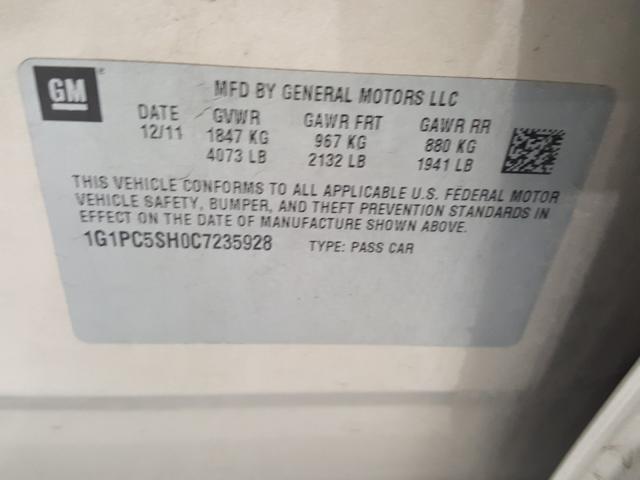 GM
MFD BY GENERAL MOTORS LLC
DATE GVWR GAWR FRT GAWR RR
12/11 1847 KG 967 KG 880 KG
4073 LB 2132 LB 1941 LB
THIS VEHICLE CONFORMS TO ALL APPLICABLE U.S. FEDERAL MOTOR
VEHICLE SAFETY, BUMPER, AND THEFT PREVENTION STANDARDS IN
EFFECT ON THE DATE OF MANUFACTURE SHOWN ABOVE.
1G1PC5SH0C7235928 TYPE: PASS CAR